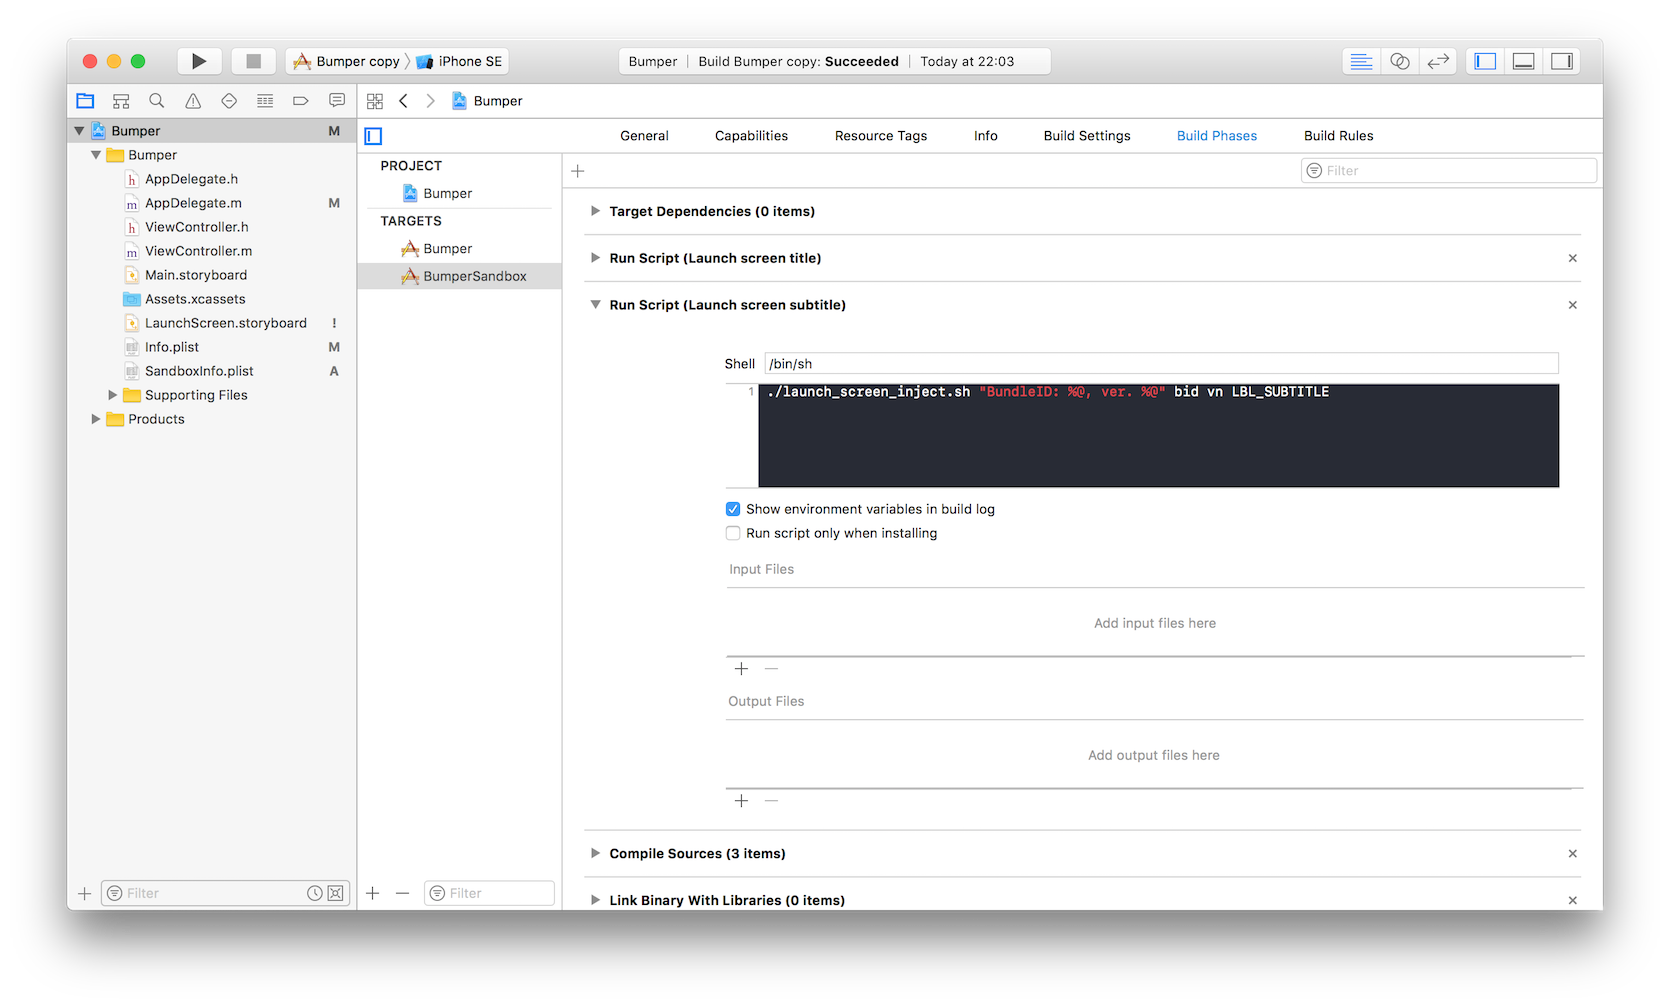 Bumper copy iPhone SE
Bumper Build Bumper copy: Succeeded Today at 22:03
Bumper
Bumper M
Bumper
AppDelegate.h
AppDelegate.m M
ViewController.h
ViewController.m
Main.storyboard
Assets.xcassets
LaunchScreen.storyboard !
Info.plist M
SandboxInfo.plist A
Supporting Files
Products
Filter
General Capabilities Resource Tags Info Build Settings Build Phases Build Rules
PROJECT
Bumper
TARGETS
Bumper
BumperSandbox
Filter
Filter
Target Dependencies (0 items)
Run Script (Launch screen title)
Run Script (Launch screen subtitle)
Shell /bin/sh
1 ./launch_screen_inject.sh "BundleID: %@, ver. %@" bid vn LBL_SUBTITLE
Show environment variables in build log
Run script only when installing
Input Files
Add input files here
Output Files
Add output files here
Compile Sources (3 items)
Link Binary With Libraries (0 items)